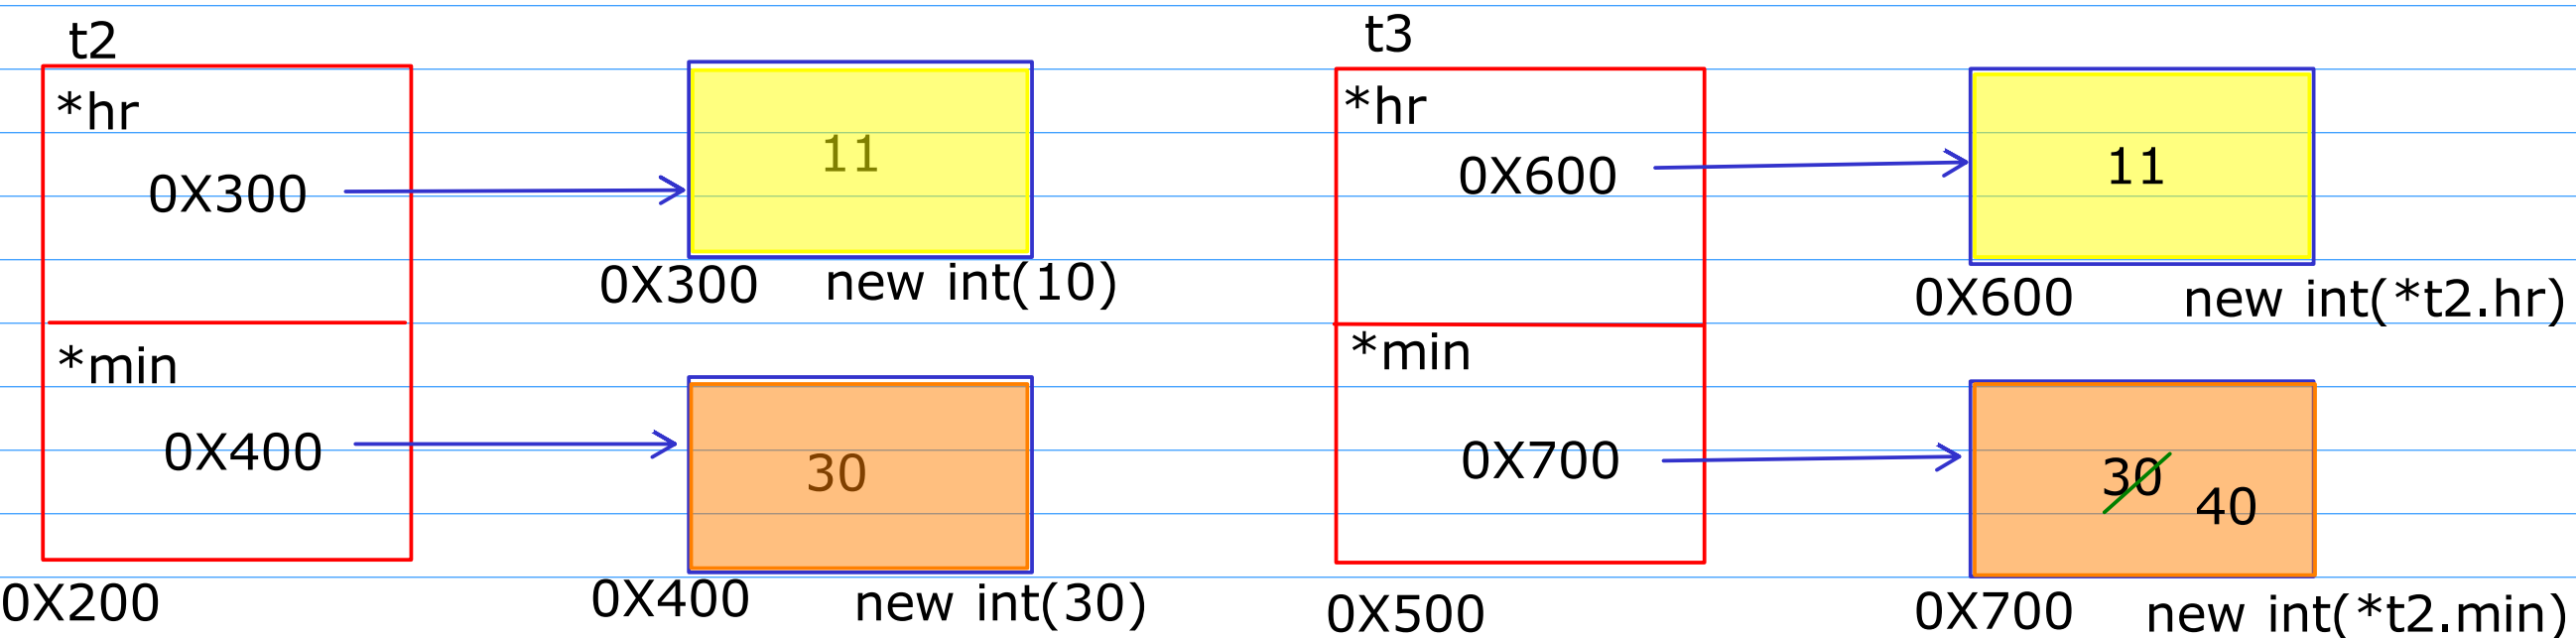 t2
*hr
0X300
11
0X300 new int(10)
*min
0X400
30
0X200
0X400 new int(30)
t3
*hr
0X600
11
0X600 new int(*t2.hr)
*min
0X700
30 40
0X500
0X700 new int(*t2.min)